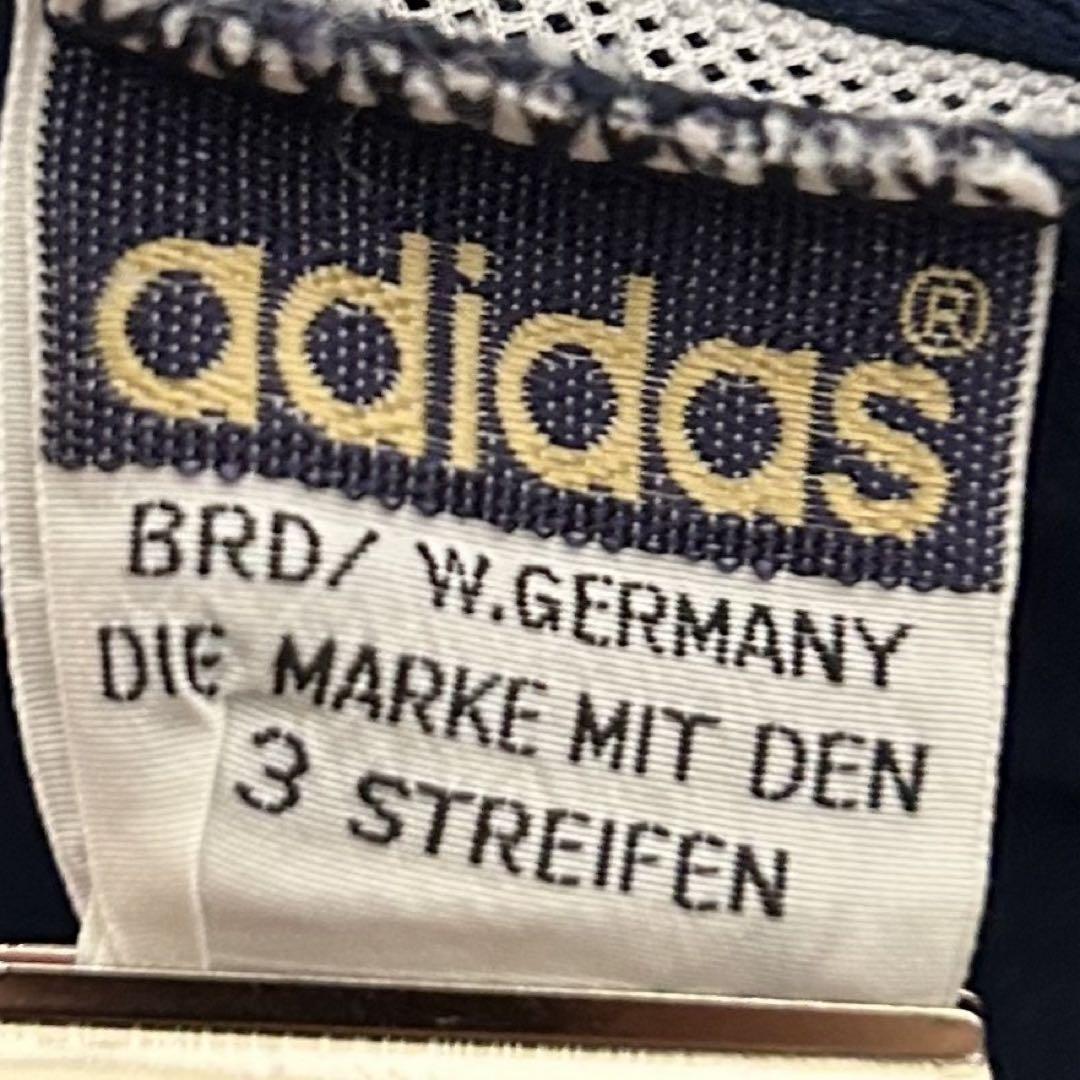 adidas®
BRD/ W.GERMANY
DIE MARKE MIT DEN
3 STREIFEN